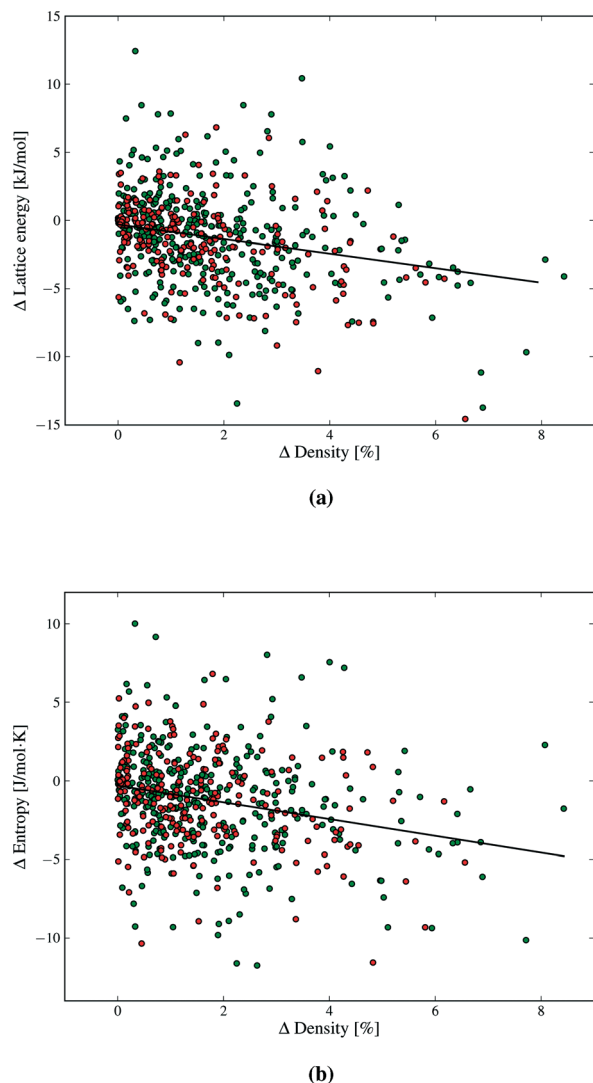 15
10
5
0
−5
−10
−15
Δ Lattice energy [kJ/mol]
0 2 4 6 8
Δ Density [%]
(a)
10
5
0
−5
−10
Δ Entropy [J/mol·K]
0 2 4 6 8
Δ Density [%]
(b)